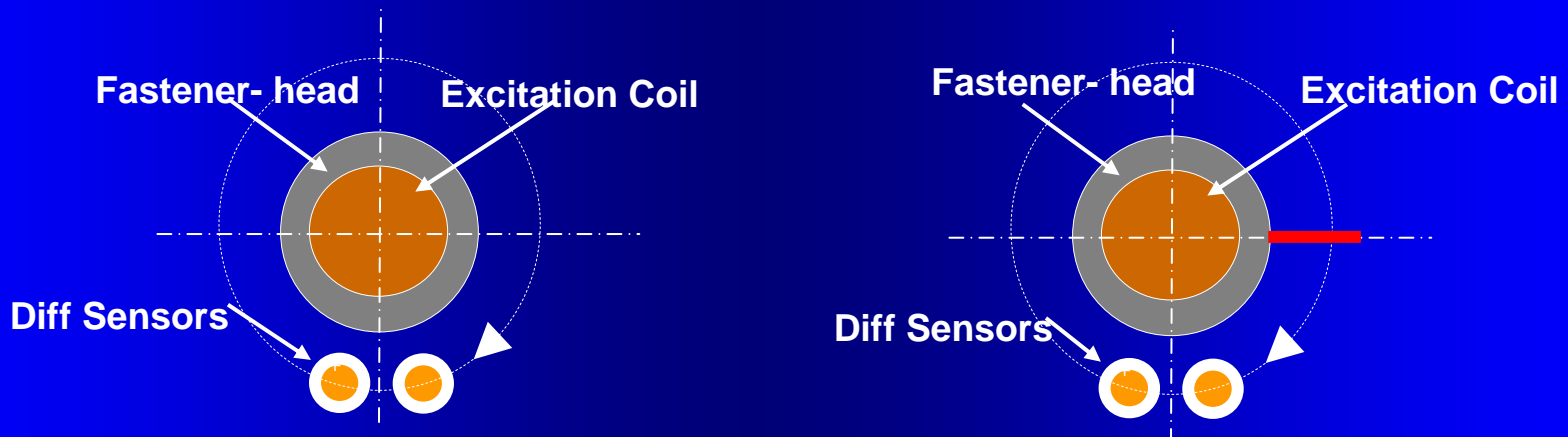 Fastener- head
Excitation Coil
Diff Sensors
Fastener- head
Excitation Coil
Diff Sensors